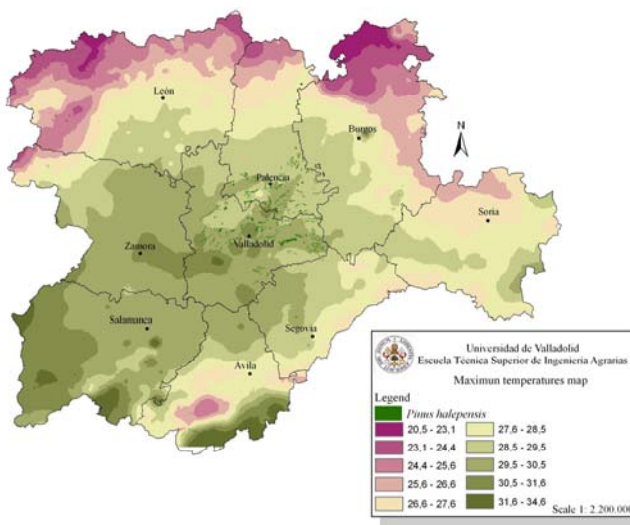 León
Burgos
N
Palencia
Soria
Valladolid
Zamora
Salamanca
Segovia
Ávila
Universidad de Valladolid
Escuela Técnica Superior de Ingenieria Agrarias
Maximun temperatures map
Legend
Pinus halepensis
20,5 - 23,1
23,1 - 24,4
24,4 - 25,6
25,6 - 26,6
26,6 - 27,6
27,6 - 28,5
28,5 - 29,5
29,5 - 30,5
30,5 - 31,6
31,6 - 34,6
Scale 1: 2.200.000